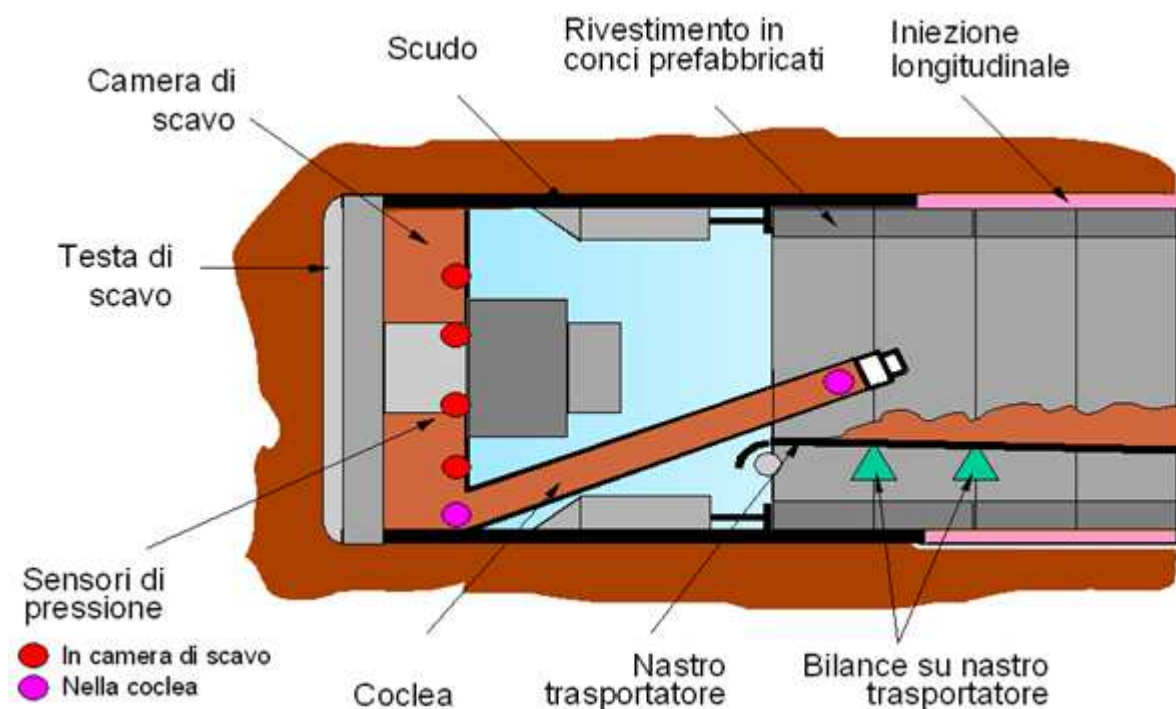 Scudo
Rivestimento in
conci prefabbricati
Iniezione
longitudinale
Camera di
scavo
Testa di
scavo
Sensori di
pressione
In camera di scavo
Nella coclea
Coclea
Nastro
trasportatore
Bilance su nastro
trasportatore